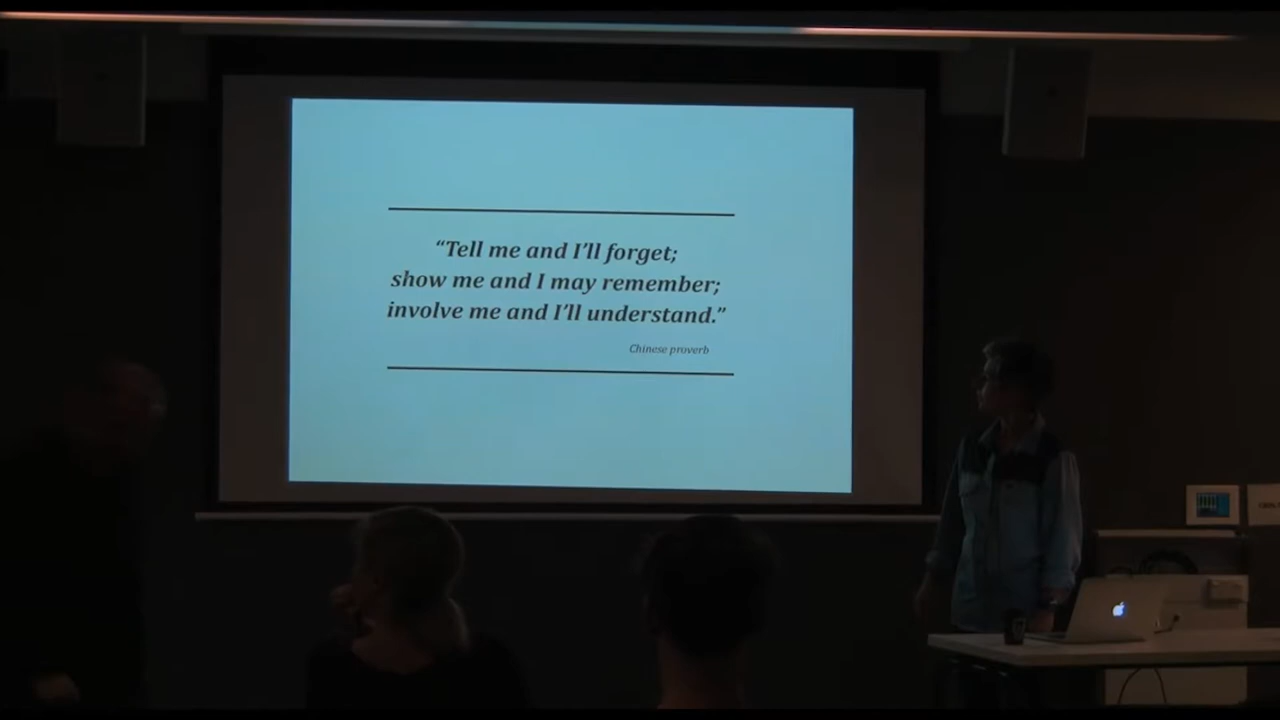 “Tell me and I’ll forget;
show me and I may remember;
involve me and I’ll understand.”
Chinese proverb